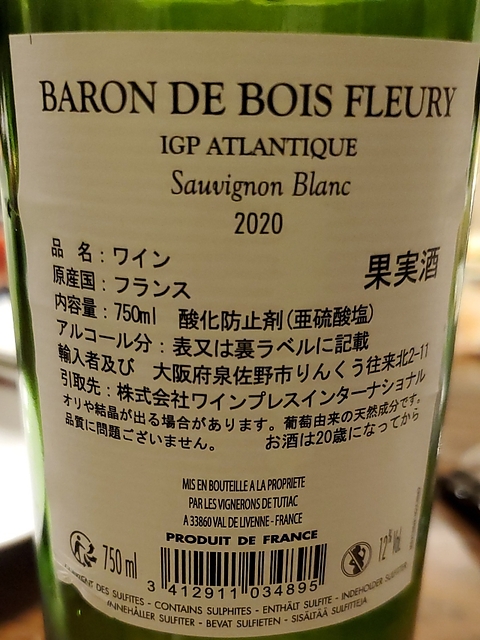 BARON DE BOIS FLEURY
IGP ATLANTIQUE
Sauvignon Blanc
2020
品 名：ワイン
果実酒
原産国：フランス
内容量：750ml 酸化防止剤(亜硫酸塩)
アルコール分：表又は裏ラベルに記載
輸入者及び 大阪府泉佐野市りんくう往来北2-11
引取先：株式会社ワインプレスインターナショナル
オリや結晶が出る場合があります。葡萄由来の天然成分です。
品質に問題ございません。 お酒は20歳になってから
MIS EN BOUTEILLE A LA PROPRIETE
PAR LES VIGNERONS DE TUTIAC
A 33860 VAL DE LIVENNE - FRANCE
PRODUIT DE FRANCE
750 ml
12% Vol.
3 412911 034895
DES SULFITES - CONTAINS SULPHITES - ENTHÄLT SULFITE - INDEHOLDER
INNEHÅLLER SULFITER - BEVAT SULFIETEN - SISÄLTÄÄ SULFIITTEJA